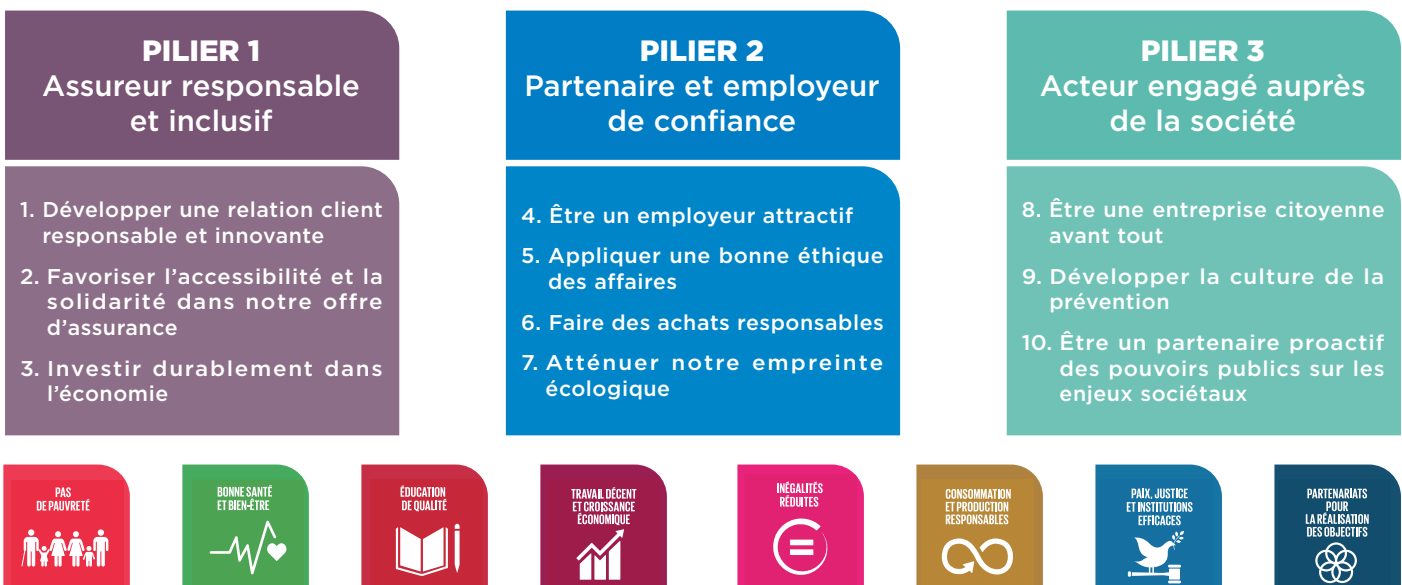 PILIER 1
Assureur responsable
et inclusif
1. Développer une relation client
responsable et innovante
2. Favoriser l’accessibilité et la
solidarité dans notre offre
d’assurance
3. Investir durablement dans
l’économie
PILIER 2
Partenaire et employeur
de confiance
4. Être un employeur attractif
5. Appliquer une bonne éthique
des affaires
6. Faire des achats responsables
7. Atténuer notre empreinte
écologique
PILIER 3
Acteur engagé auprès
de la société
8. Être une entreprise citoyenne
avant tout
9. Développer la culture de la
prévention
10. Être un partenaire proactif
des pouvoirs publics sur les
enjeux sociétaux
PAS
DE PAUVRETÉ
BONNE SANTÉ
ET BIEN-ÊTRE
ÉDUCATION
DE QUALITÉ
TRAVAIL DÉCENT
ET CROISSANCE
ÉCONOMIQUE
INÉGALITÉS
RÉDUITES
CONSOMMATION
ET PRODUCTION
RESPONSABLES
PAIX, JUSTICE
ET INSTITUTIONS
EFFICACES
PARTENARIATS
POUR
LA RÉALISATION
DES OBJECTIFS